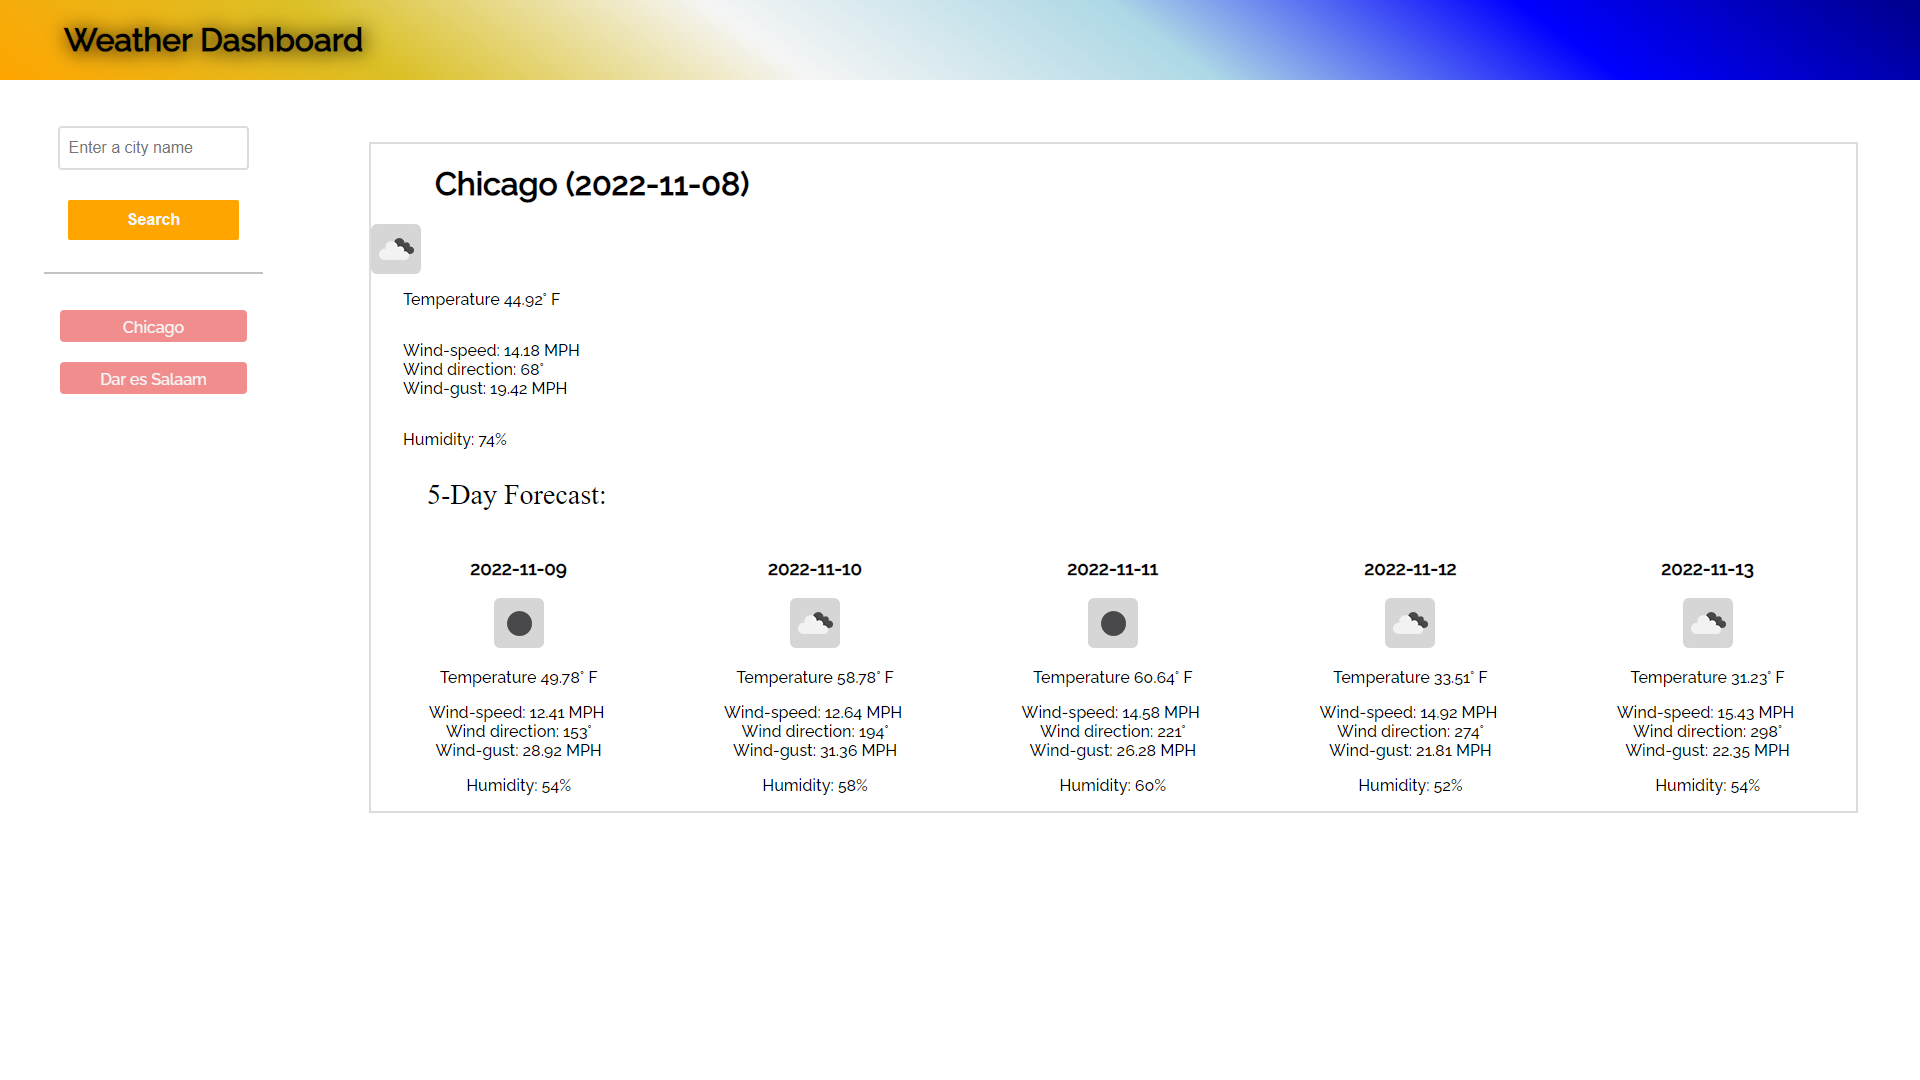 Weather Dashboard
Enter a city name
Search
Chicago
Dar es Salaam
Chicago (2022-11-08)
Temperature 44.92° F
Wind-speed: 14.18 MPH
Wind direction: 68°
Wind-gust: 19.42 MPH
Humidity: 74%
5-Day Forecast:
2022-11-09
Temperature 49.78° F
Wind-speed: 12.41 MPH
Wind direction: 153°
Wind-gust: 28.92 MPH
Humidity: 54%
2022-11-10
Temperature 58.78° F
Wind-speed: 12.64 MPH
Wind direction: 194°
Wind-gust: 31.36 MPH
Humidity: 58%
2022-11-11
Temperature 60.64° F
Wind-speed: 14.58 MPH
Wind direction: 221°
Wind-gust: 26.28 MPH
Humidity: 60%
2022-11-12
Temperature 33.51° F
Wind-speed: 14.92 MPH
Wind direction: 274°
Wind-gust: 21.81 MPH
Humidity: 52%
2022-11-13
Temperature 31.23° F
Wind-speed: 15.43 MPH
Wind direction: 298°
Wind-gust: 22.35 MPH
Humidity: 54%